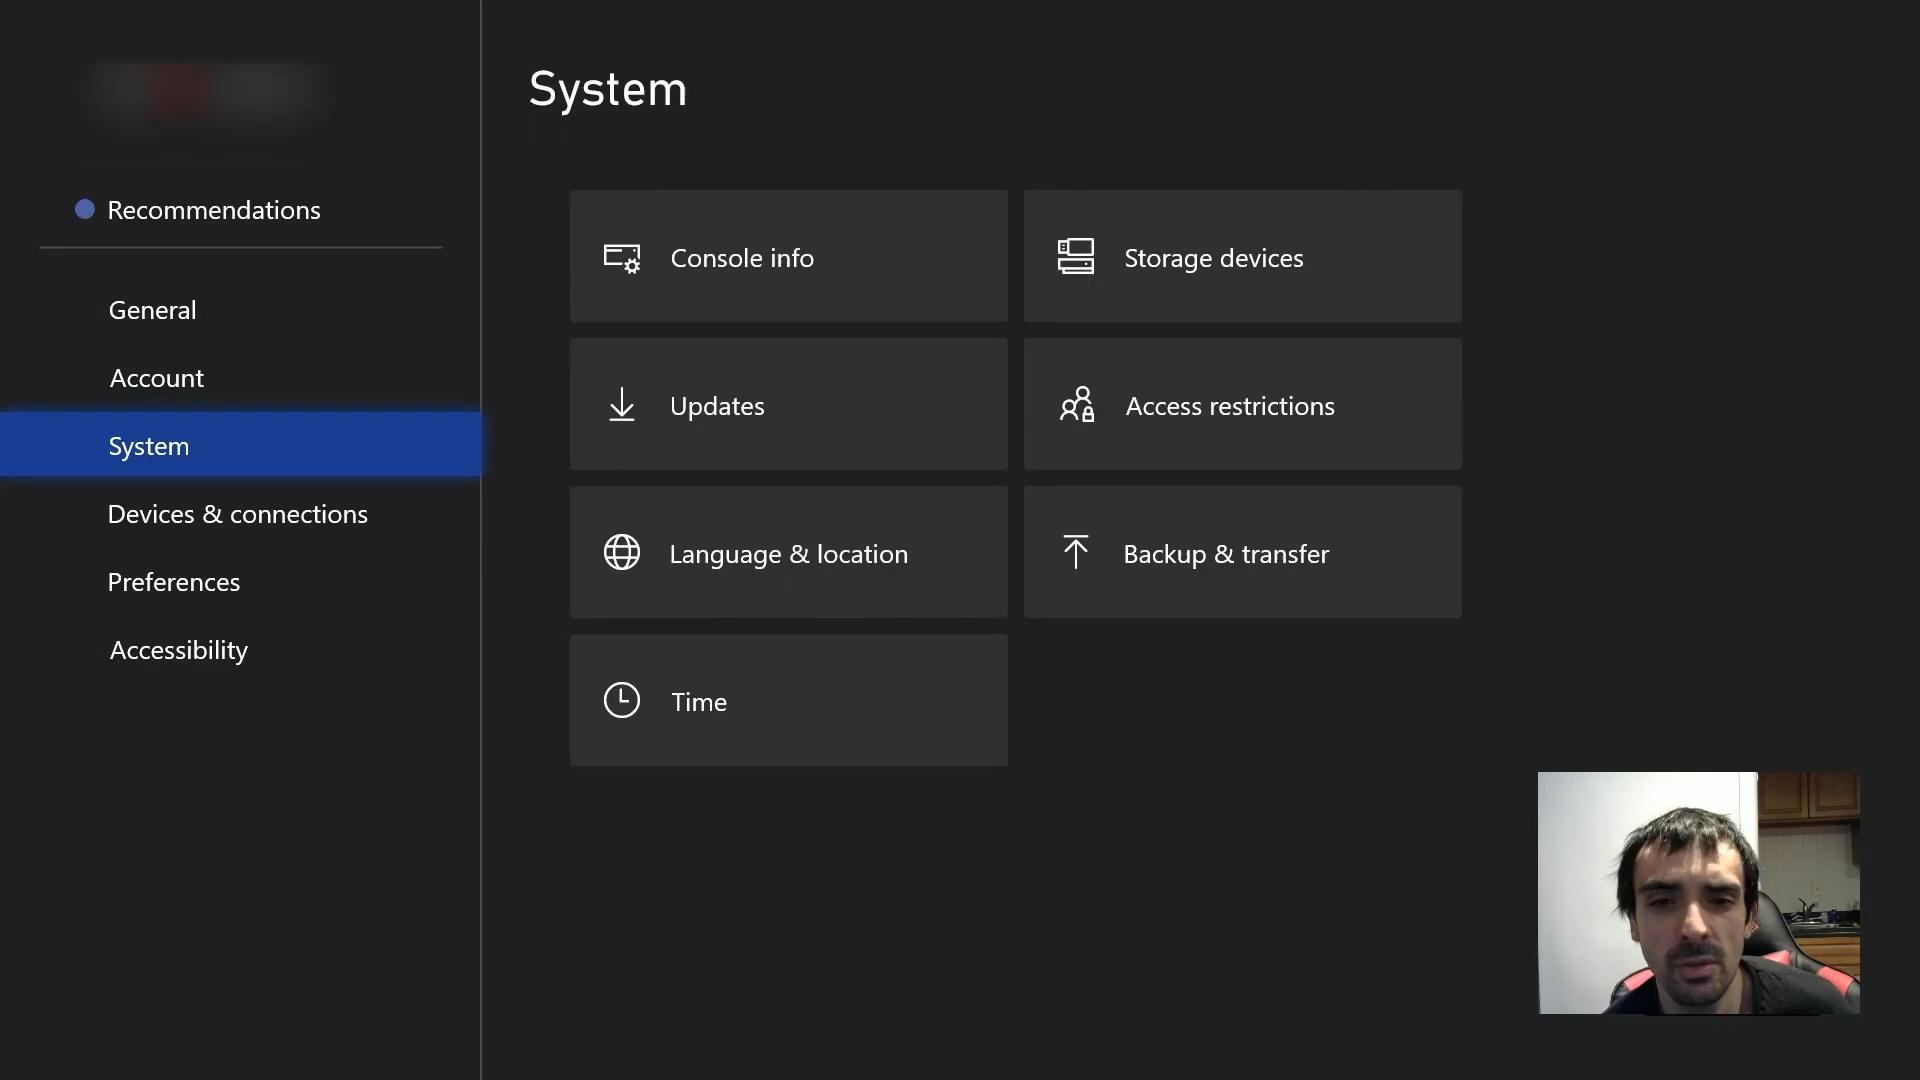 System
Recommendations
General
Account
System
Devices & connections
Preferences
Accessibility
Console info
Storage devices
Updates
Access restrictions
Language & location
Backup & transfer
Time